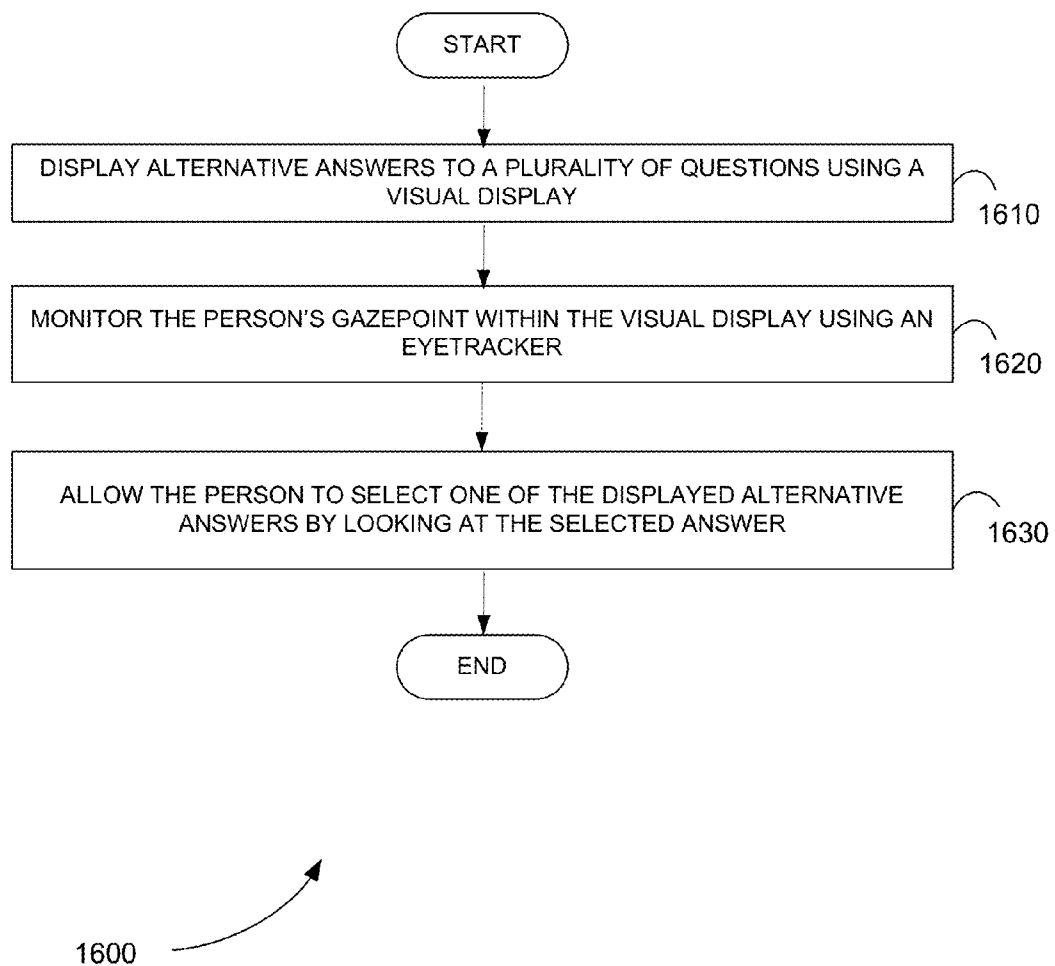 START
DISPLAY ALTERNATIVE ANSWERS TO A PLURALITY OF QUESTIONS USING A
VISUAL DISPLAY
1610
MONITOR THE PERSON'S GAZEPOINT WITHIN THE VISUAL DISPLAY USING AN
EYETRACKER
1620
ALLOW THE PERSON TO SELECT ONE OF THE DISPLAYED ALTERNATIVE
ANSWERS BY LOOKING AT THE SELECTED ANSWER
1630
END
1600